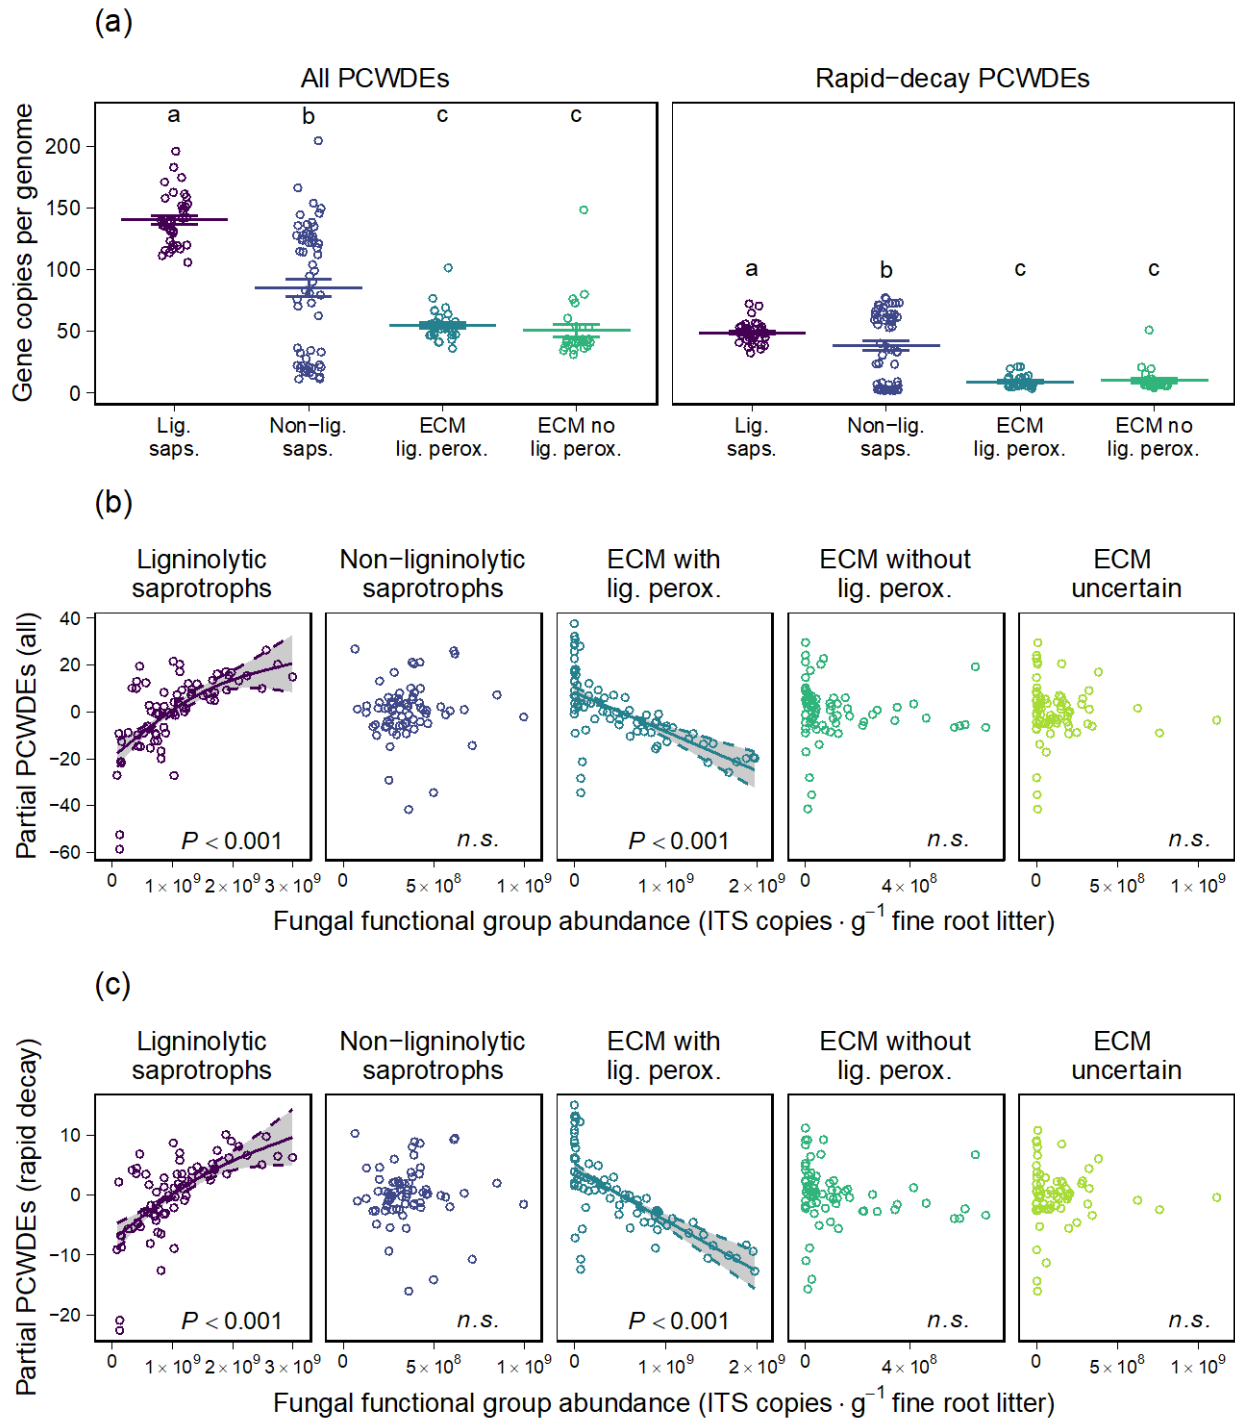 (a)
All PCWDEs
Rapid−decay PCWDEs
Gene copies per genome
200
150
100
50
0
a
b
c
c
a
b
c
c
Lig. saps.
Non−lig. saps.
ECM lig. perox.
ECM no lig. perox.
Lig. saps.
Non−lig. saps.
ECM lig. perox.
ECM no lig. perox.
(b)
Ligninolytic saprotrophs
Non−ligninolytic saprotrophs
ECM with lig. perox.
ECM without lig. perox.
ECM uncertain
Partial PCWDEs (all)
40
20
0
−20
−40
−60
P < 0.001
n.s.
P < 0.001
n.s.
n.s.
0 1×10⁹ 2×10⁹ 3×10⁹
0 5×10⁸ 1×10⁹
0 1×10⁹ 2×10⁹
0 4×10⁸
0 5×10⁸ 1×10⁹
Fungal functional group abundance (ITS copies · g⁻¹ fine root litter)
(c)
Ligninolytic saprotrophs
Non−ligninolytic saprotrophs
ECM with lig. perox.
ECM without lig. perox.
ECM uncertain
Partial PCWDEs (rapid decay)
10
0
−10
−20
P < 0.001
n.s.
P < 0.001
n.s.
n.s.
0 1×10⁹ 2×10⁹ 3×10⁹
0 5×10⁸ 1×10⁹
0 1×10⁹ 2×10⁹
0 4×10⁸
0 5×10⁸ 1×10⁹
Fungal functional group abundance (ITS copies · g⁻¹ fine root litter)